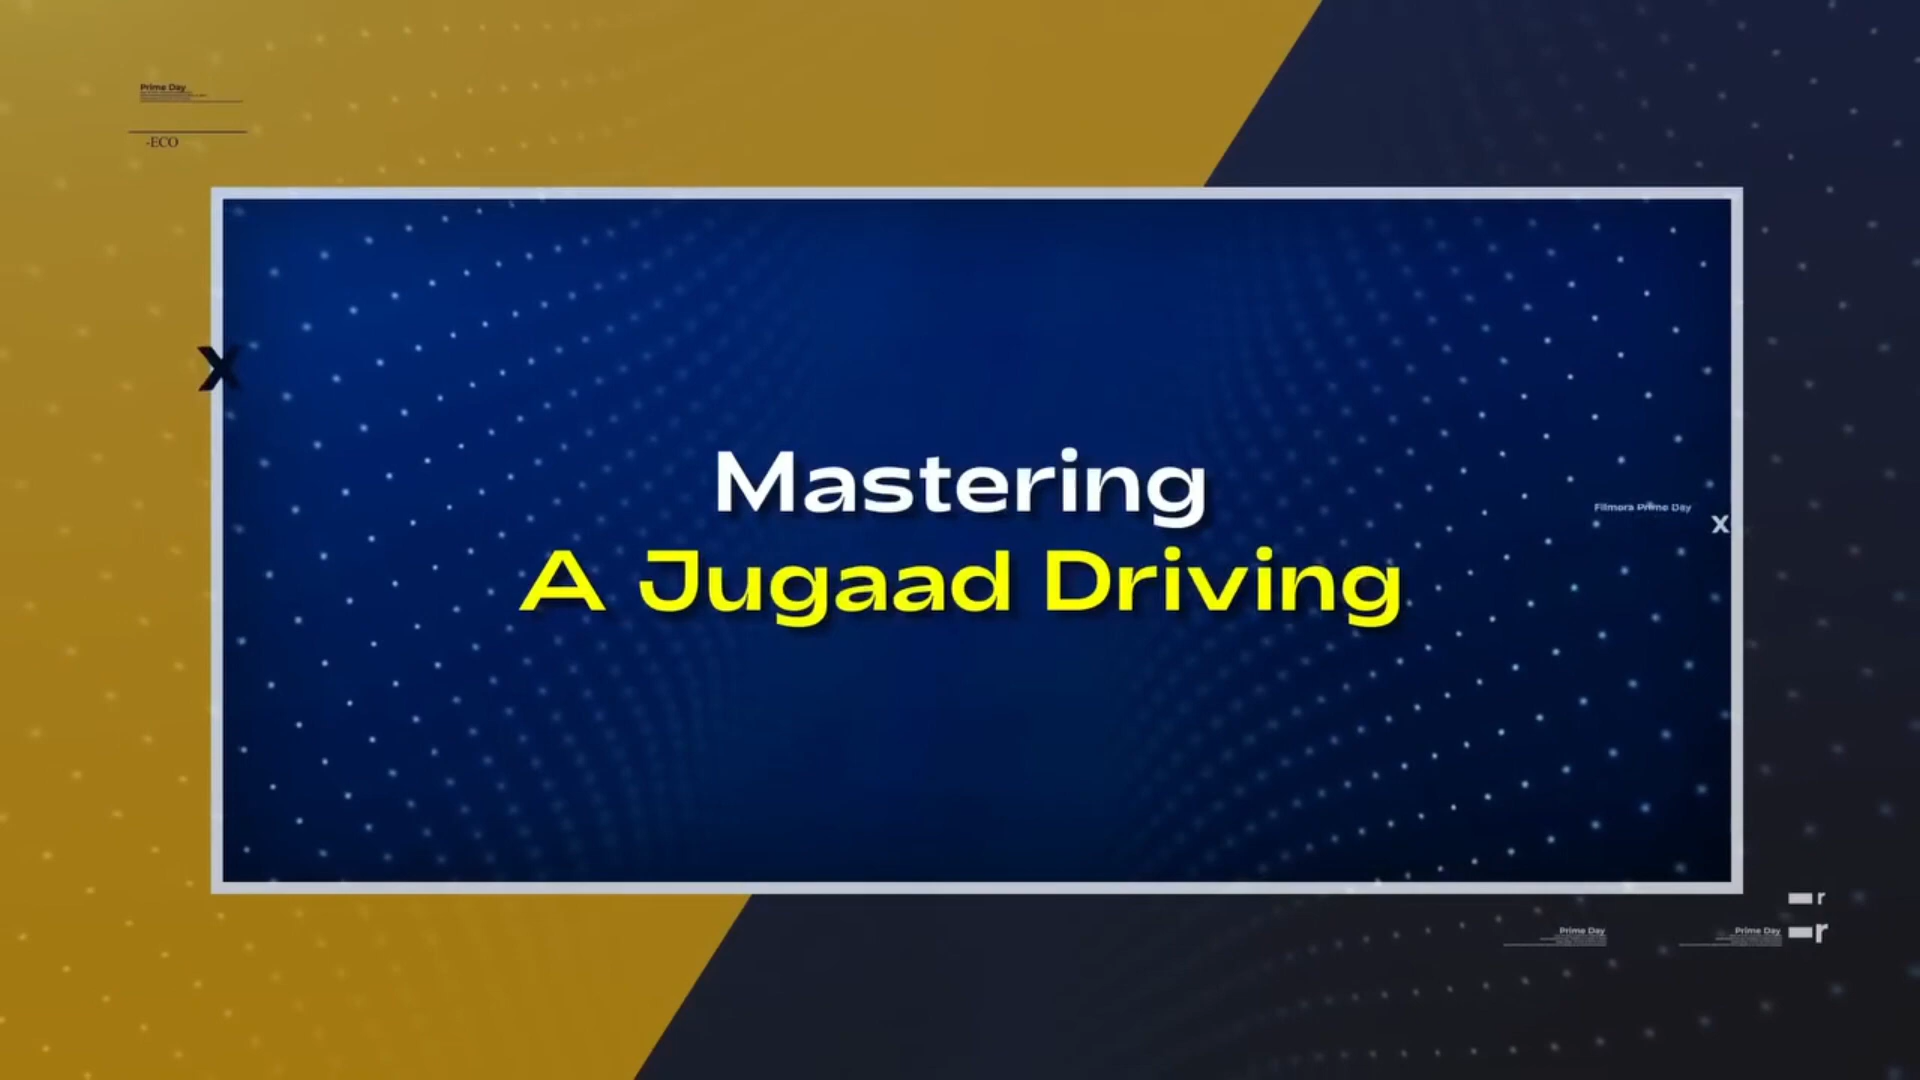 Prime Day
-ECO
X
Mastering
A Jugaad Driving
Filmora Prime Day
X
r
Prime Day
Prime Day
r